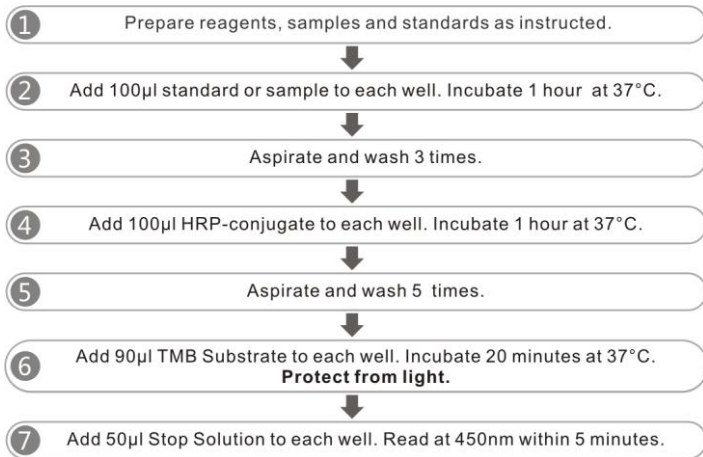 1 Prepare reagents, samples and standards as instructed.
2 Add 100μl standard or sample to each well. Incubate 1 hour at 37°C.
3 Aspirate and wash 3 times.
4 Add 100μl HRP-conjugate to each well. Incubate 1 hour at 37°C.
5 Aspirate and wash 5 times.
6 Add 90μl TMB Substrate to each well. Incubate 20 minutes at 37°C.
Protect from light.
7 Add 50μl Stop Solution to each well. Read at 450nm within 5 minutes.